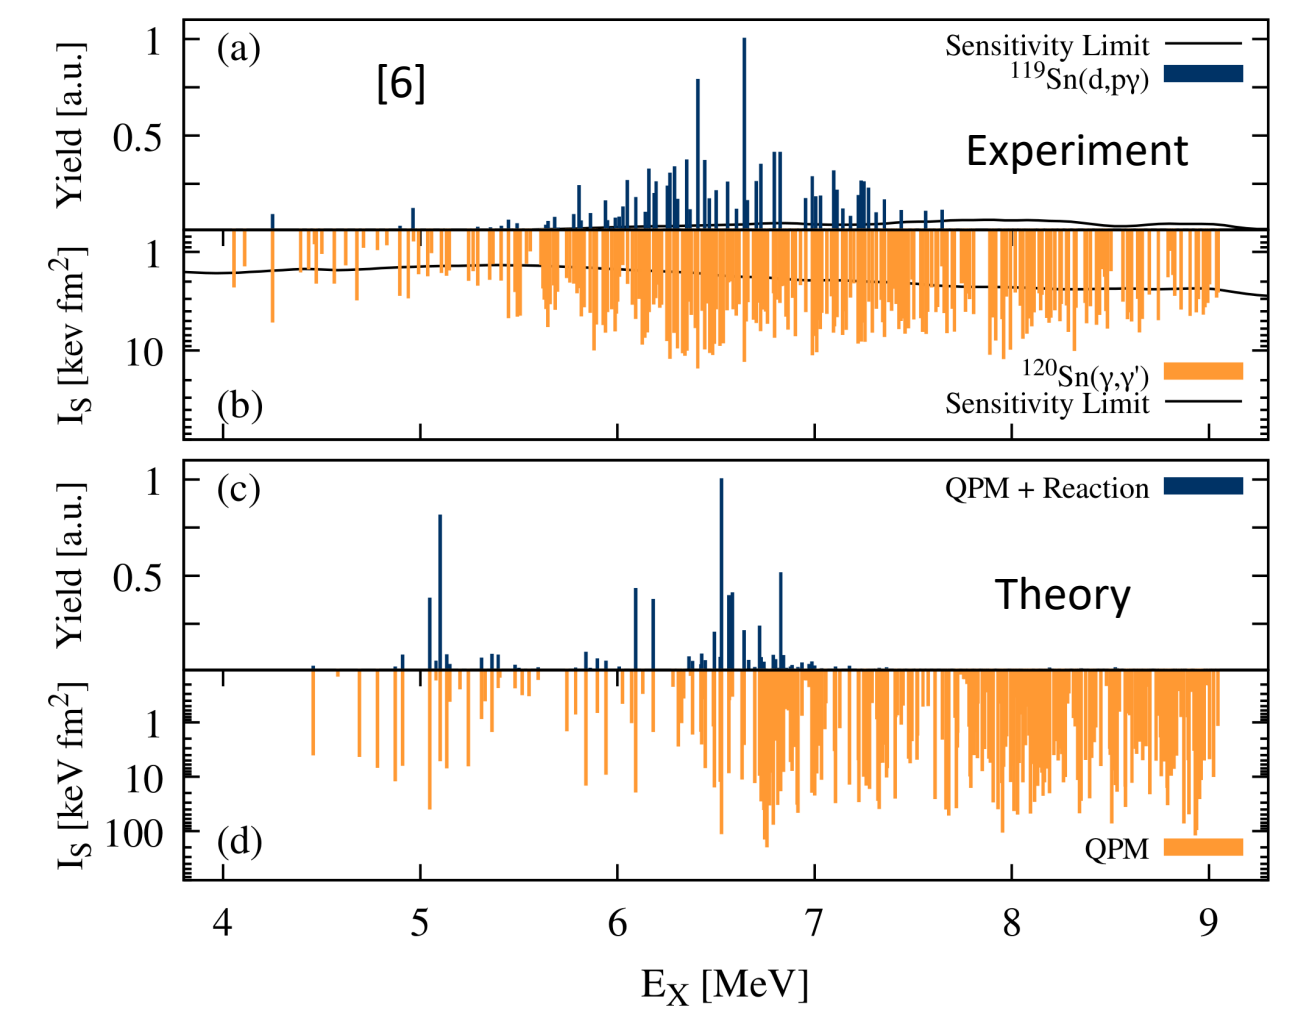 (a)
[6]
Sensitivity Limit
¹¹⁹Sn(d,pγ)
Experiment
Yield [a.u.]
1
0.5
(b)
I_S [kev fm²]
1
10
¹²⁰Sn(γ,γ')
Sensitivity Limit
(c)
QPM + Reaction
Theory
Yield [a.u.]
1
0.5
(d)
I_S [keV fm²]
1
10
100
QPM
4 5 6 7 8 9
E_X [MeV]